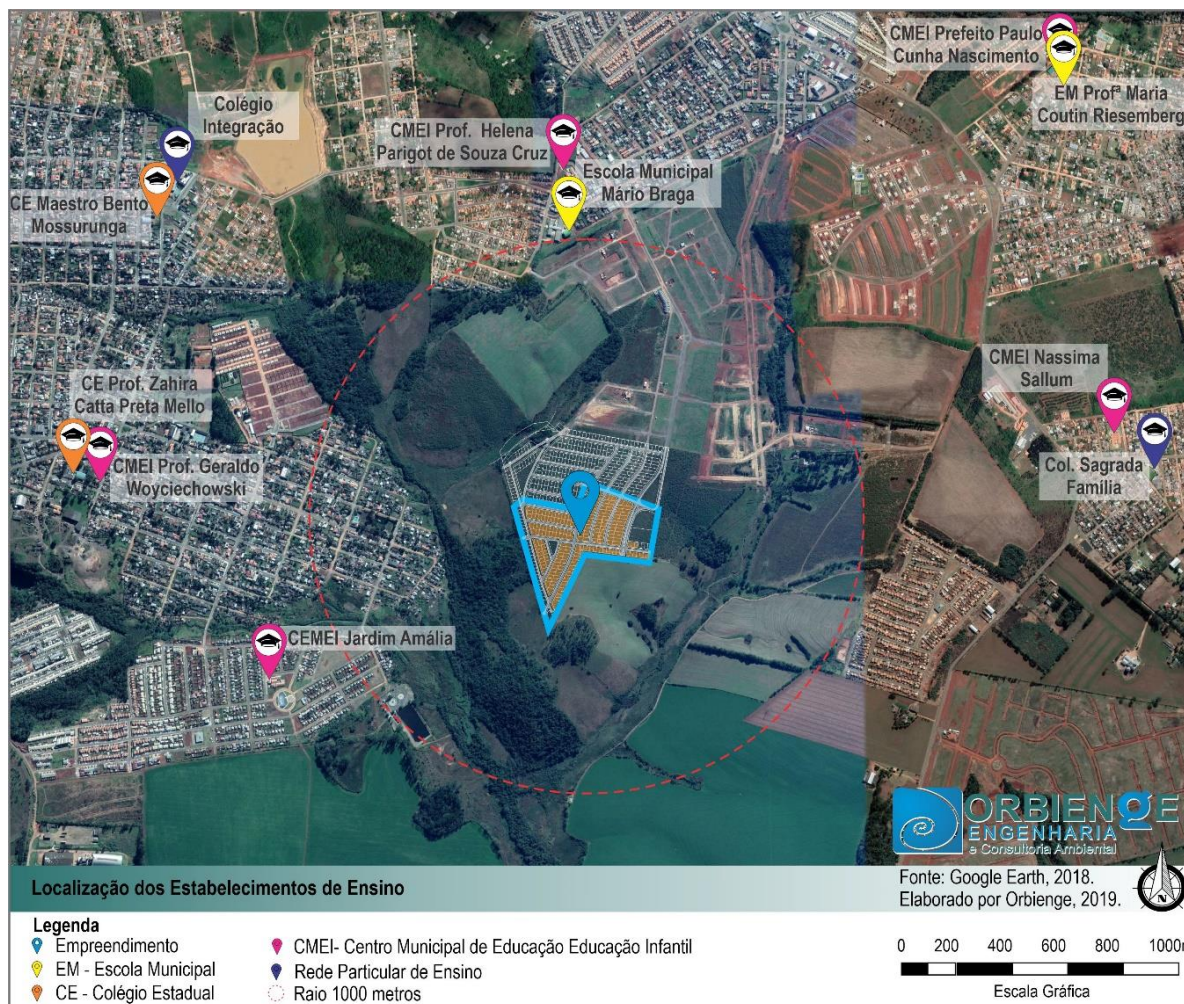 CMEI Prefeito Paulo
Cunha Nascimento
EM Profª Maria
Coutin Riesemberg
Colégio
Integração
CMEI Prof. Helena
Parigot de Souza Cruz
Escola Municipal
Mário Braga
CE Maestro Bento
Mossurunga
CMEI Nassima
Sallum
CE Prof. Zahira
Catta Preta Mello
CMEI Prof. Geraldo
Woyciechowski
Col. Sagrada
Família
CEMEI Jardim Amália
ORBIENGE
ENGENHARIA
e Consultoria Ambiental
Localização dos Estabelecimentos de Ensino
Fonte: Google Earth, 2018.
Elaborado por Orbienge, 2019.
N
Legenda
Empreendimento
EM - Escola Municipal
CE - Colégio Estadual
CMEI- Centro Municipal de Educação Educação Infantil
Rede Particular de Ensino
Raio 1000 metros
0 200 400 600 800 1000m
Escala Gráfica